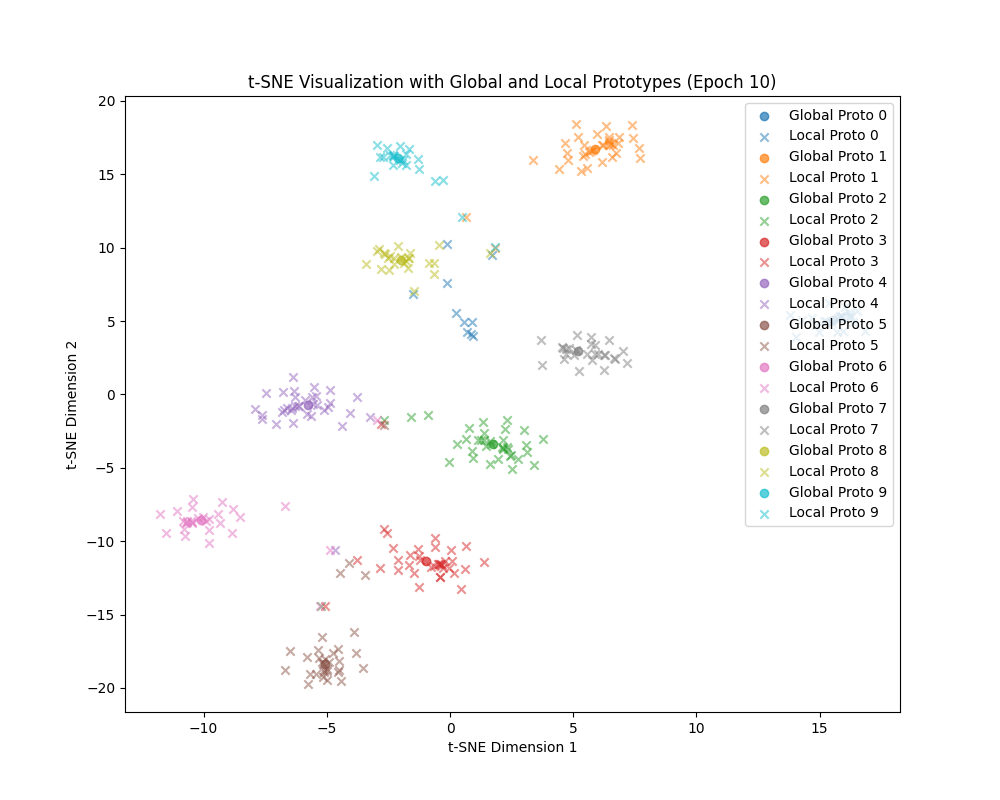 t-SNE Visualization with Global and Local Prototypes (Epoch 10)
20
15
10
5
0
−5
−10
−15
−20
t-SNE Dimension 2
−10
−5
0
5
10
15
t-SNE Dimension 1
Global Proto 0
Local Proto 0
Global Proto 1
Local Proto 1
Global Proto 2
Local Proto 2
Global Proto 3
Local Proto 3
Global Proto 4
Local Proto 4
Global Proto 5
Local Proto 5
Global Proto 6
Local Proto 6
Global Proto 7
Local Proto 7
Global Proto 8
Local Proto 8
Global Proto 9
Local Proto 9